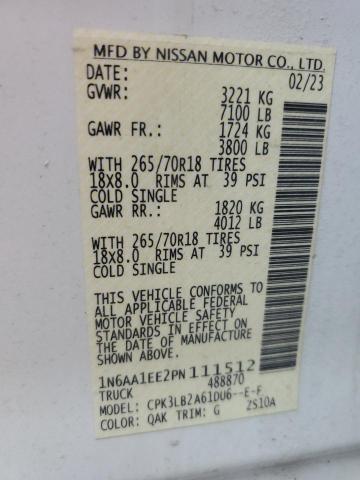 MFD BY NISSAN MOTOR CO., LTD.
DATE: 02/23
GVWR: 3221 KG
7100 LB
GAWR FR.: 1724 KG
3800 LB
WITH 265/70R18 TIRES
18X8.0 RIMS AT 39 PSI
COLD SINGLE
GAWR RR.: 1820 KG
4012 LB
WITH 265/70R18 TIRES
18X8.0 RIMS AT 39 PSI
COLD SINGLE
THIS VEHICLE CONFORMS TO
ALL APPLICABLE FEDERAL
MOTOR VEHICLE SAFETY
STANDARDS IN EFFECT ON
THE DATE OF MANUFACTURE
SHOWN ABOVE.
1N6AA1EE2PN111512
TRUCK 488870
MODEL: CPK3LB2A61DU6--E-F
COLOR: QAK TRIM: G ZS10A